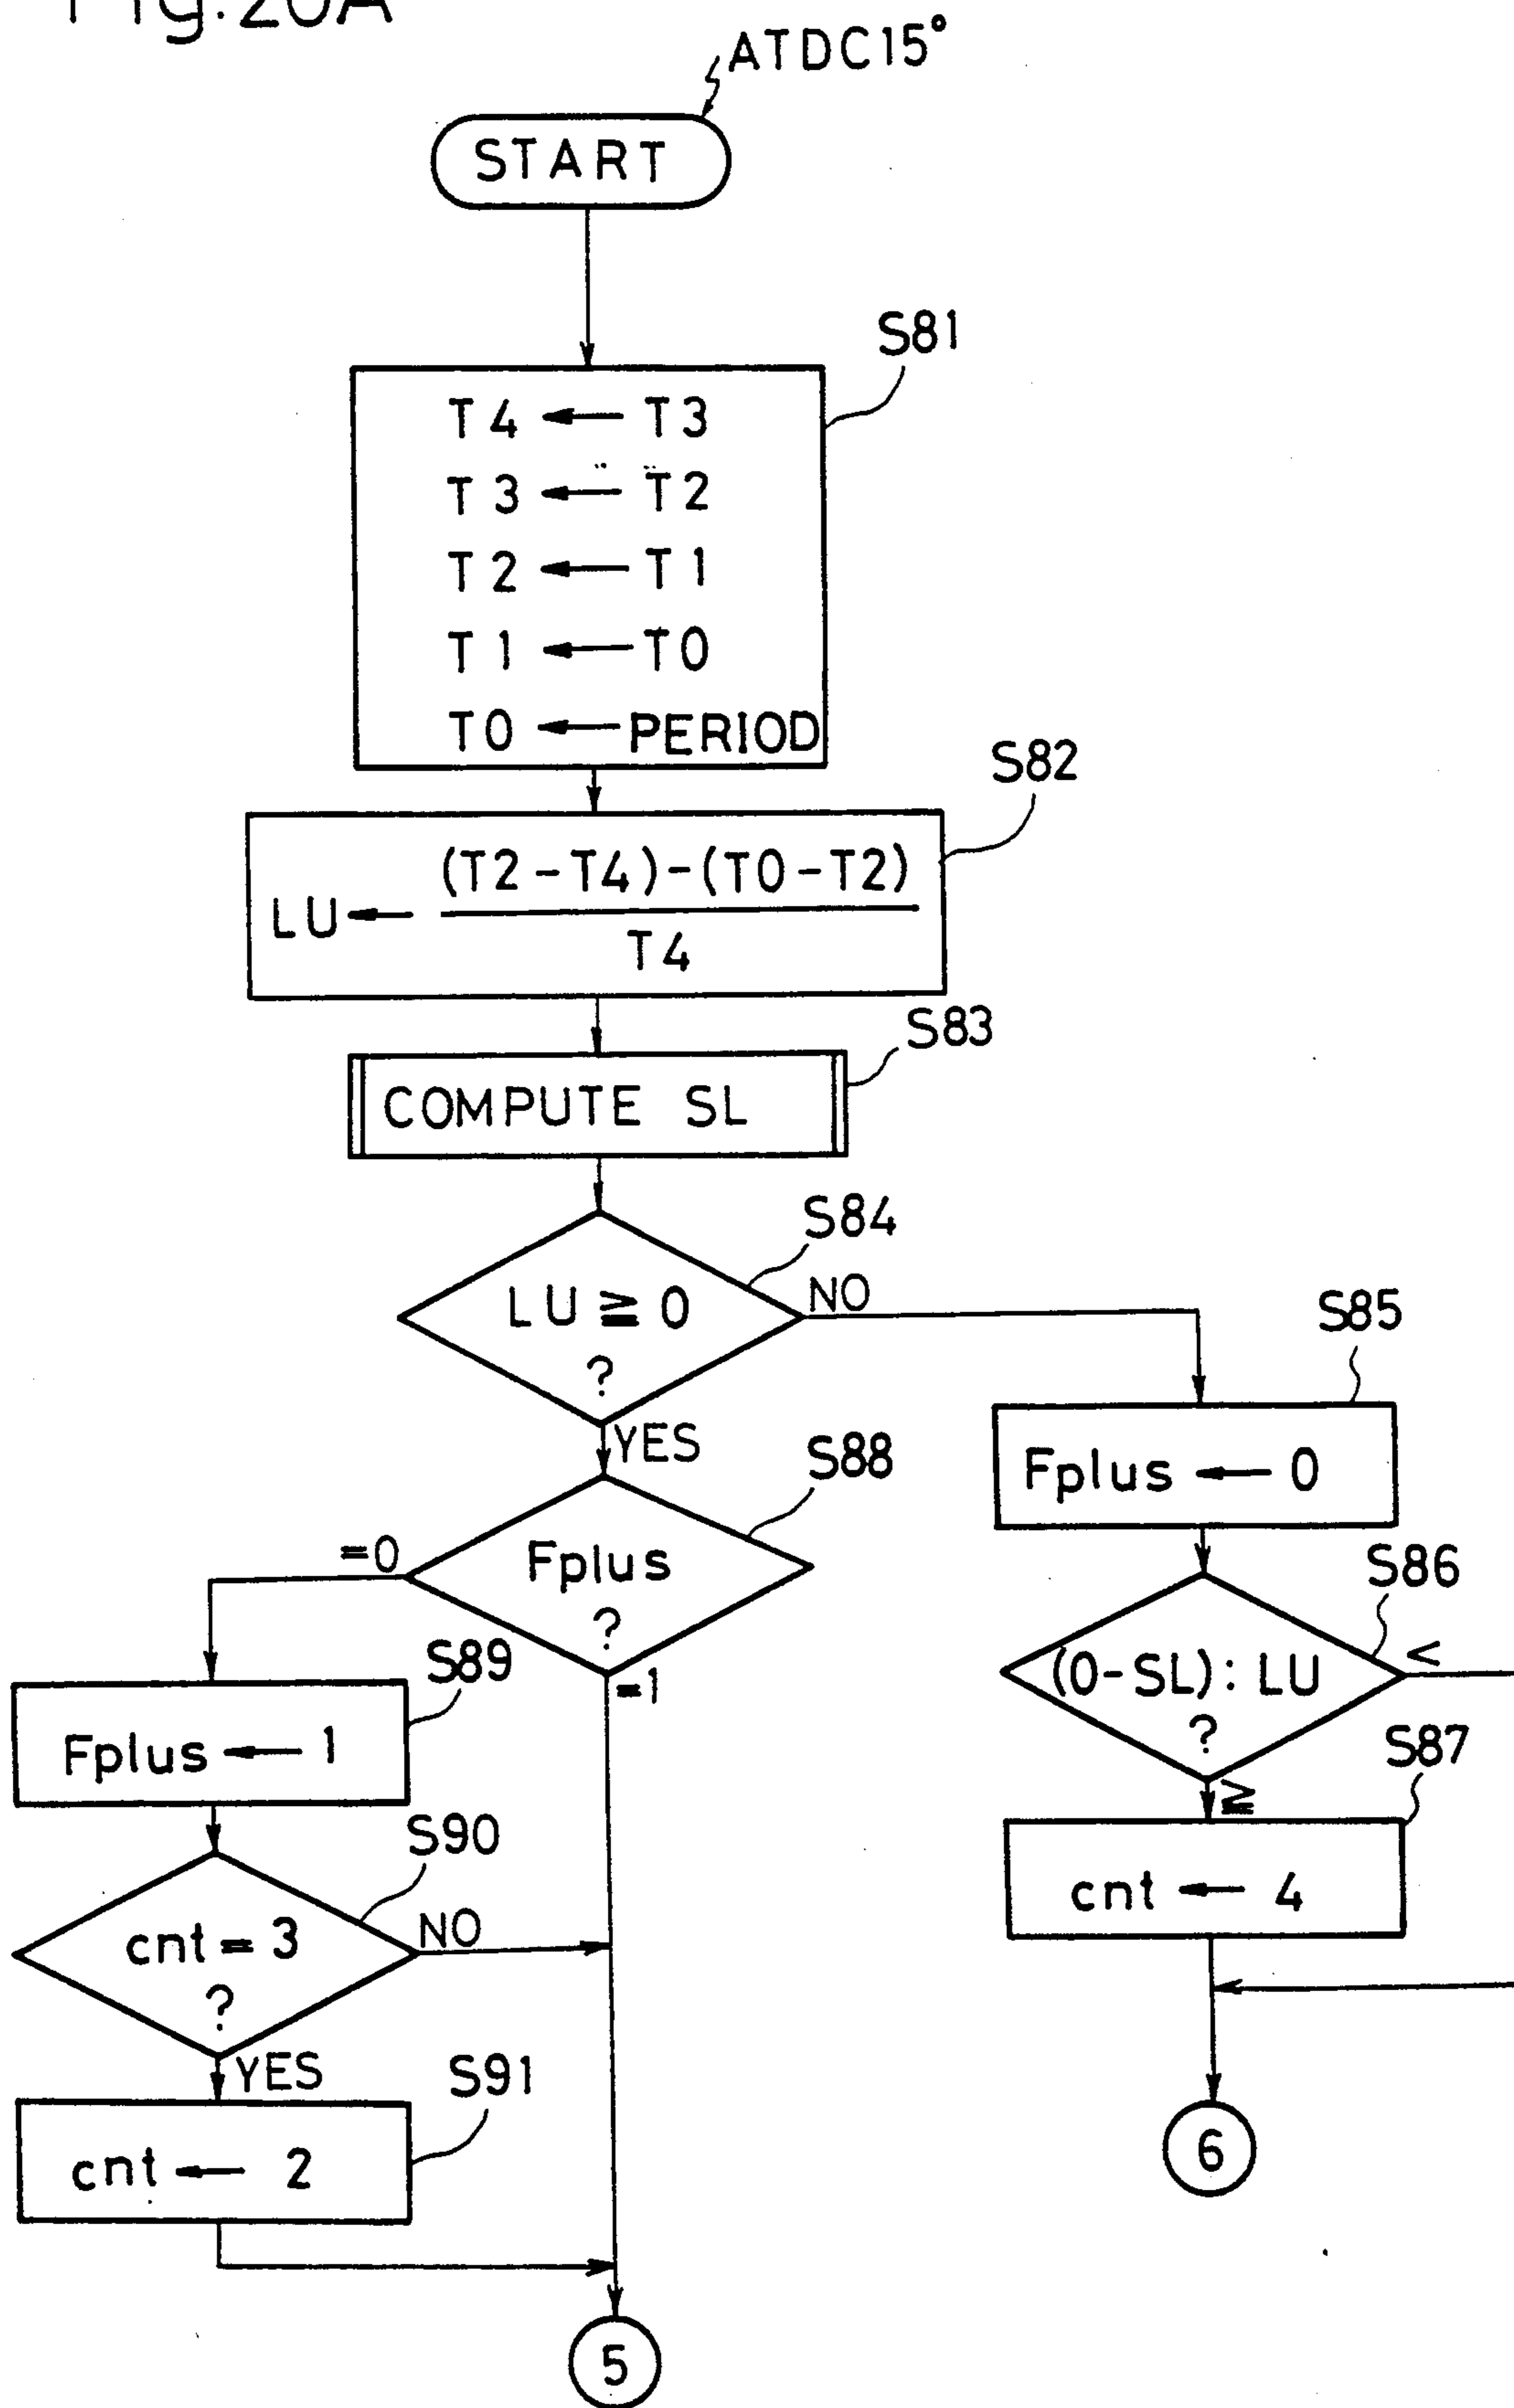 Fig. 20A
ATDC15°
START
S81
T4 ← T3
T3 ← T2
T2 ← T1
T1 ← T0
T0 ← PERIOD
S82
LU ← (T2-T4)-(T0-T2)
T4
S83
COMPUTE SL
S84
LU ≧ 0
?
NO
YES
S85
Fplus ← 0
S88
Fplus
?
=0
=1
S86
(0-SL): LU
?
<
≧
S89
Fplus ← 1
S87
cnt ← 4
S90
cnt = 3
?
NO
YES
S91
cnt ← 2
6
5